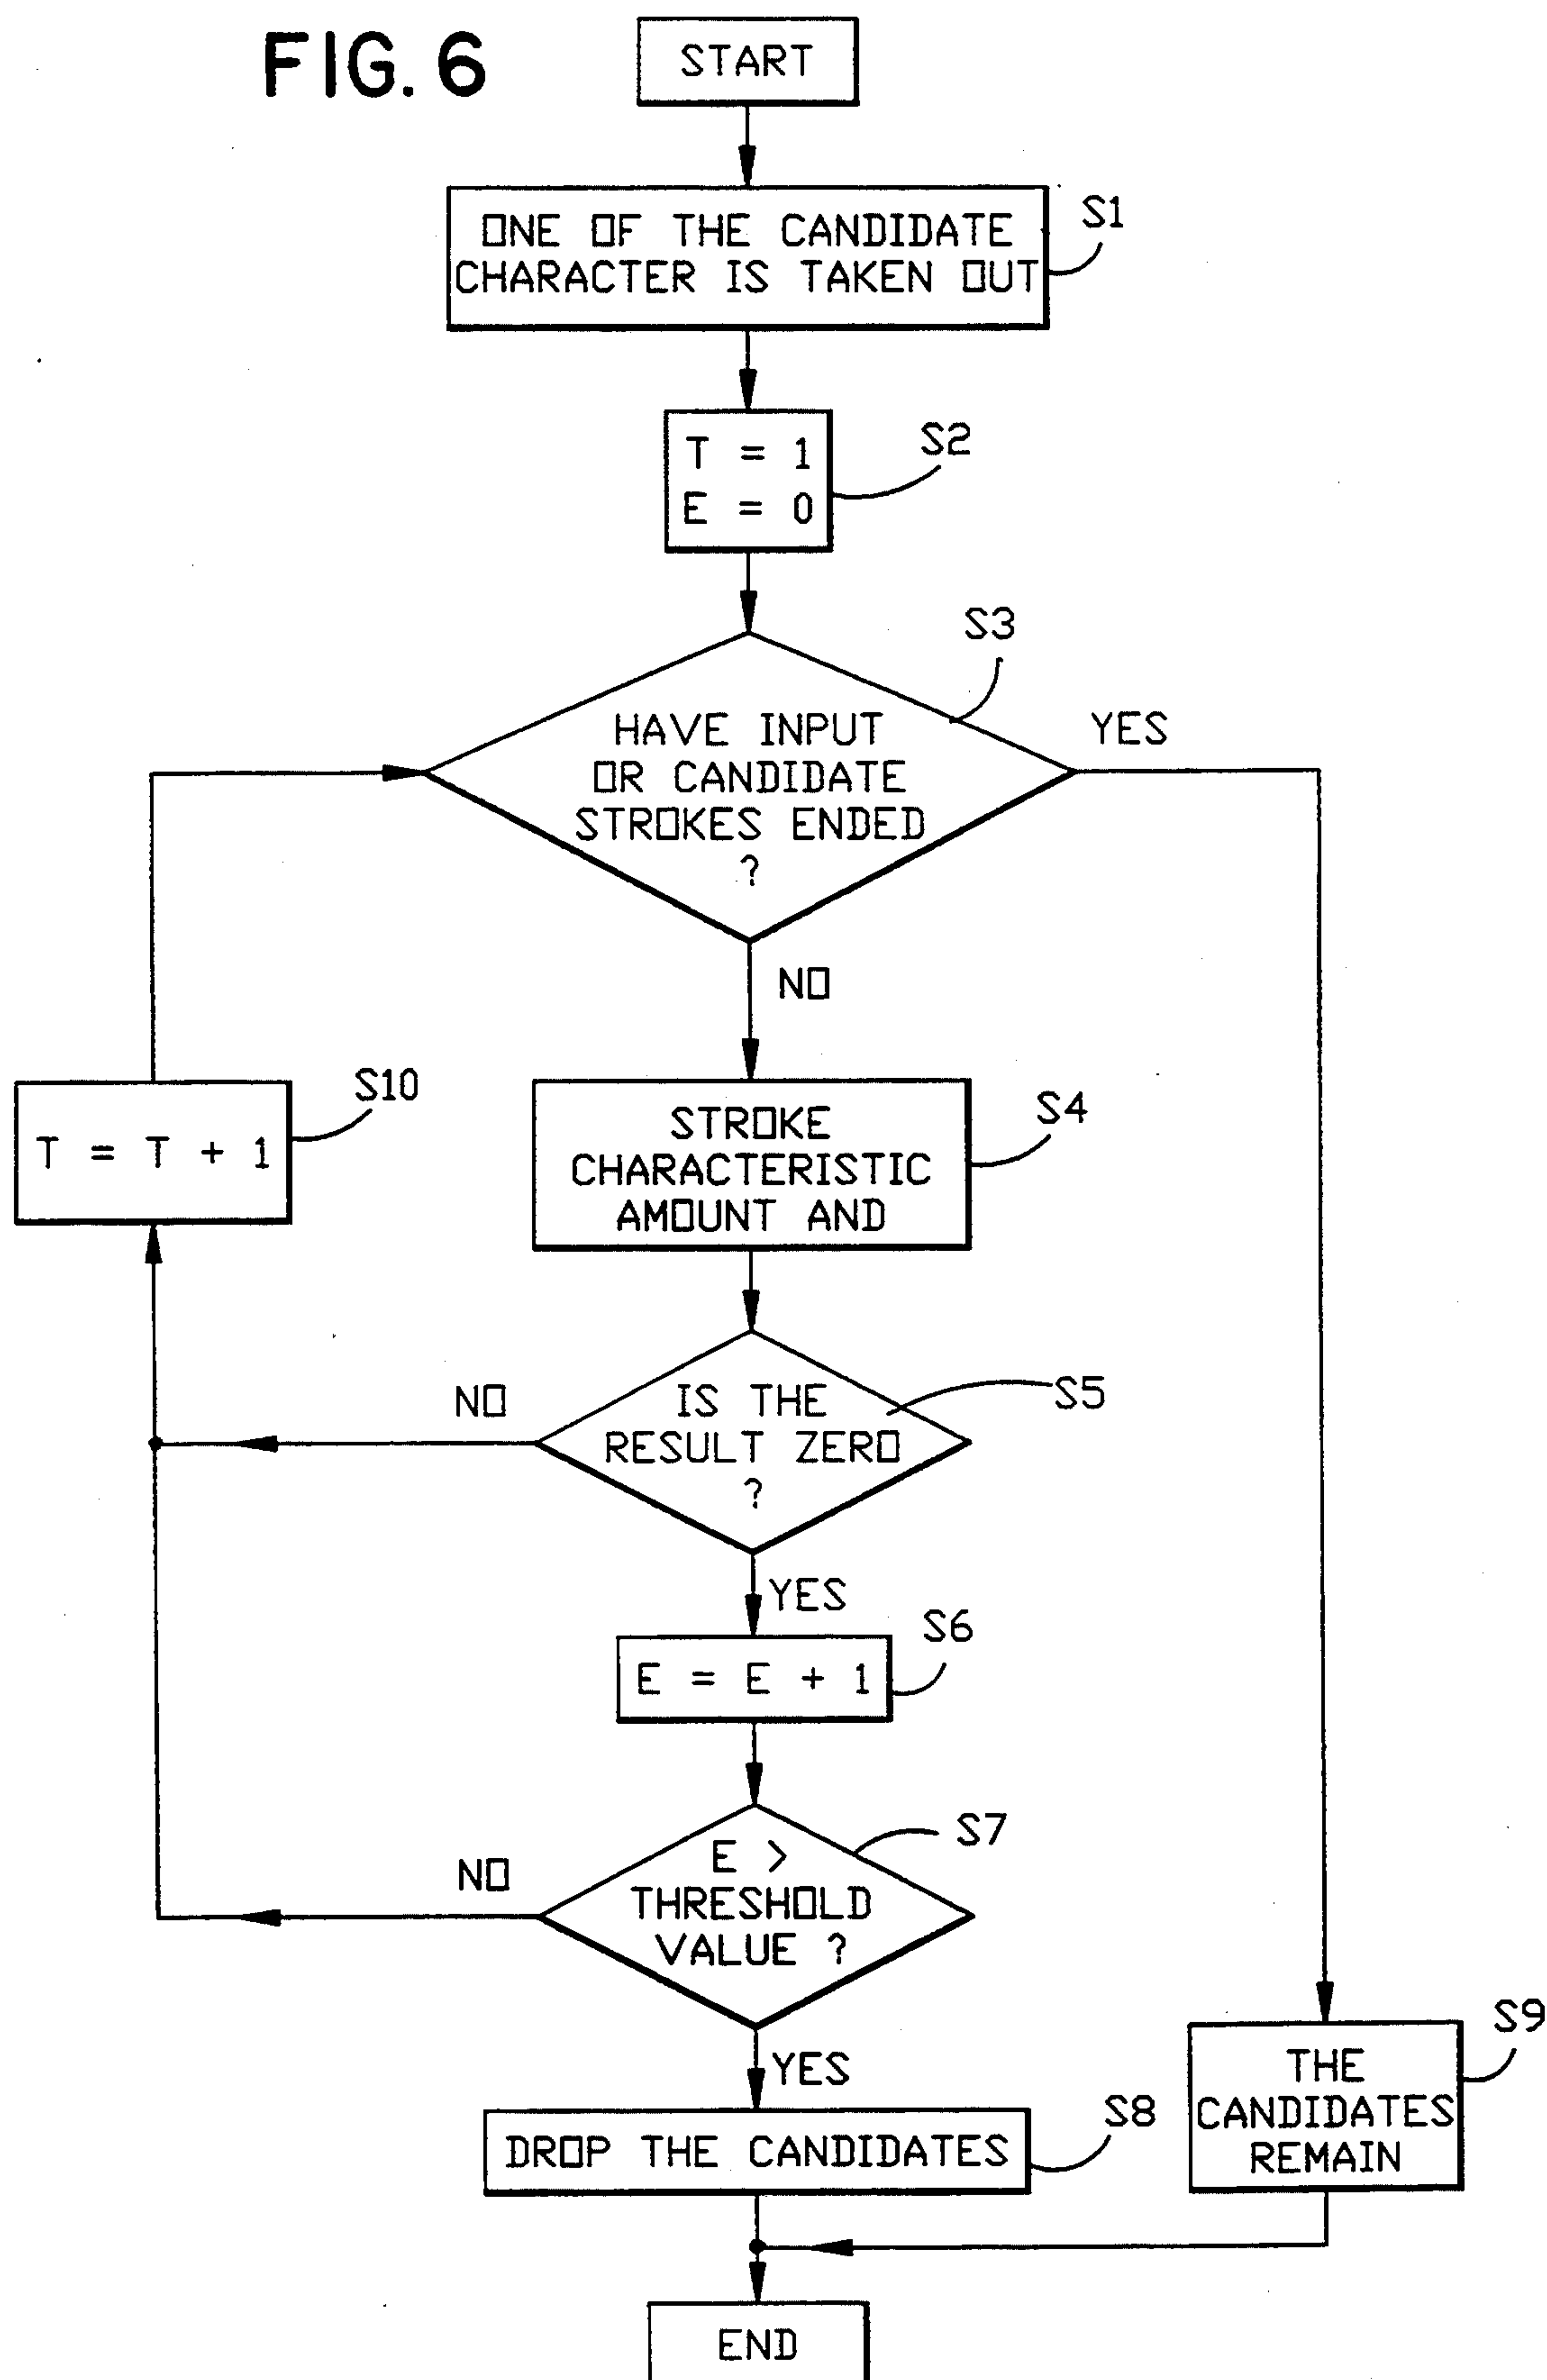 FIG. 6
START
ONE OF THE CANDIDATE
CHARACTER IS TAKEN OUT
S1
T = 1
E = 0
S2
S3
HAVE INPUT
OR CANDIDATE
STROKES ENDED
?
YES
NO
S10
T = T + 1
S4
STROKE
CHARACTERISTIC
AMOUNT AND
NO
IS THE
RESULT ZERO
?
S5
YES
S6
E = E + 1
S7
NO
E >
THRESHOLD
VALUE ?
YES
S8
DROP THE CANDIDATES
S9
THE
CANDIDATES
REMAIN
END